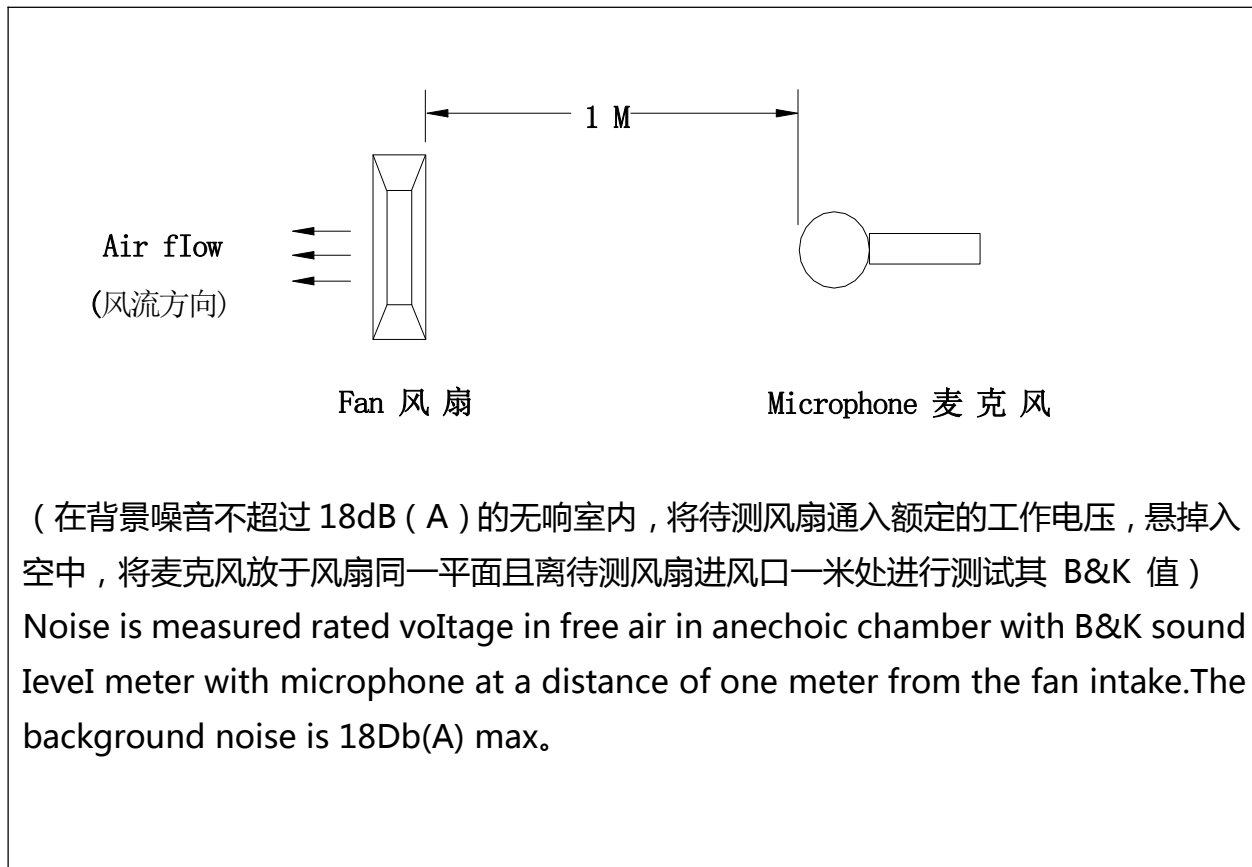 1 M
Air fIow
(风流方向)
Fan 风 扇
Microphone 麦 克 风
（在背景噪音不超过 18dB（A）的无响室内，将待测风扇通入额定的工作电压，悬掉入
空中，将麦克风放于风扇同一平面且离待测风扇进风口一米处进行测试其 B&K 值）
Noise is measured rated voItage in free air in anechoic chamber with B&K sound
IeveI meter with microphone at a distance of one meter from the fan intake.The
background noise is 18Db(A) max。